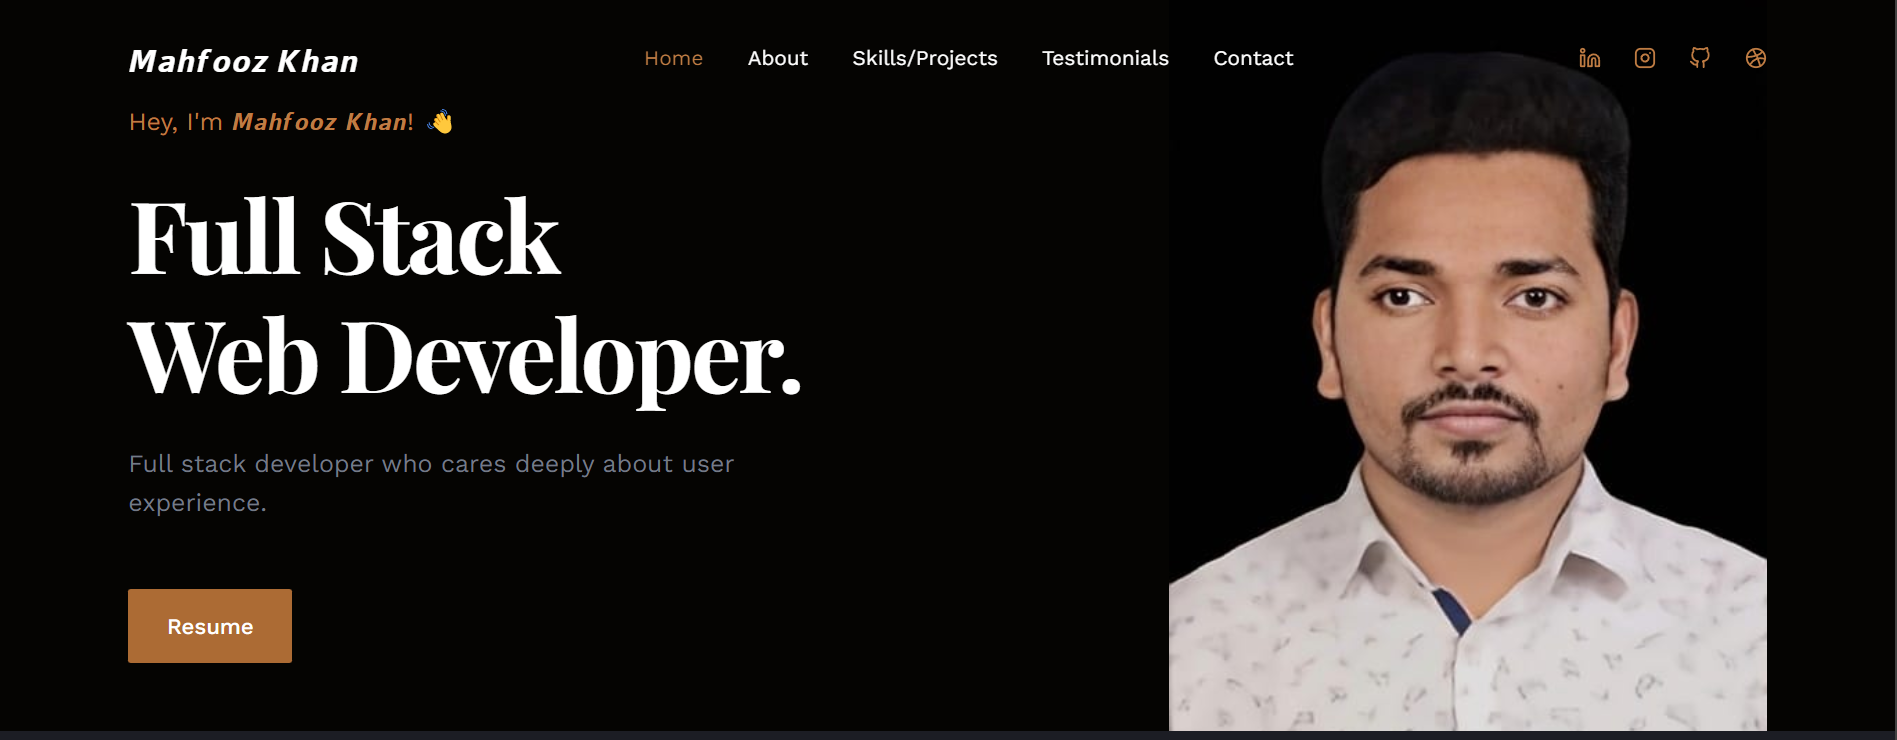 Mahfooz Khan
Home About Skills/Projects Testimonials Contact
Hey, I'm Mahfooz Khan! 👋
Full Stack
Web Developer.
Full stack developer who cares deeply about user
experience.
Resume